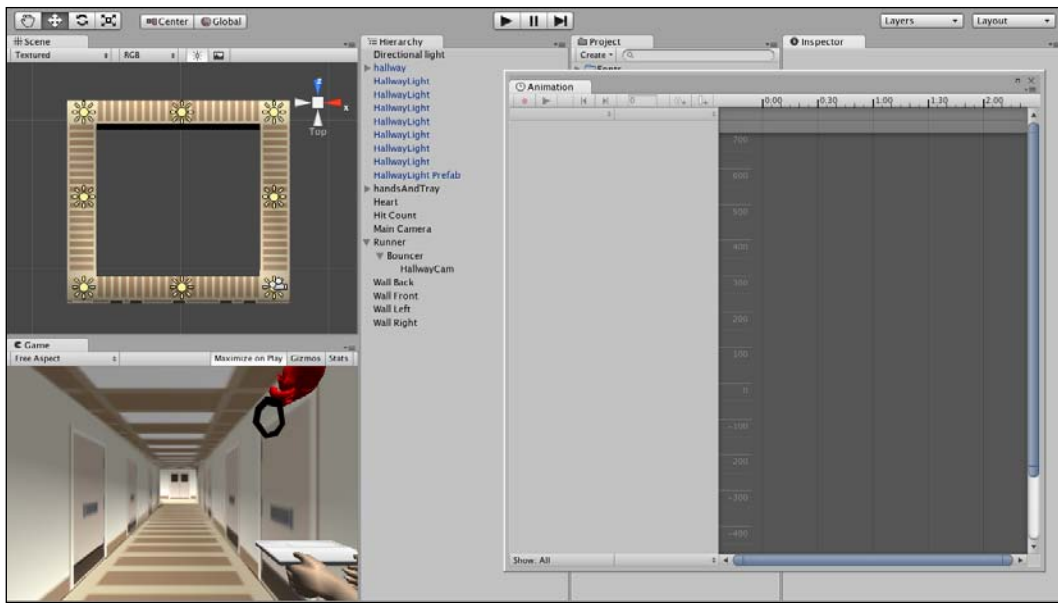 Center Global
Layers Layout
Scene
Textured RGB
x
Top
Game
Free Aspect Maximize on Play Gizmos Stats
Hierarchy
Directional light
hallway
HallwayLight
HallwayLight
HallwayLight
HallwayLight
HallwayLight
HallwayLight
HallwayLight
HallwayLight Prefab
handsAndTray
Heart
Hit Count
Main Camera
Runner
Bouncer
HallwayCam
Wall Back
Wall Front
Wall Left
Wall Right
Project
Create
Fonts
Inspector
Animation
0 0:00 0:30 1:00 1:30 2:00
700
600
500
400
300
200
100
0
-100
-200
-300
-400
Show: All